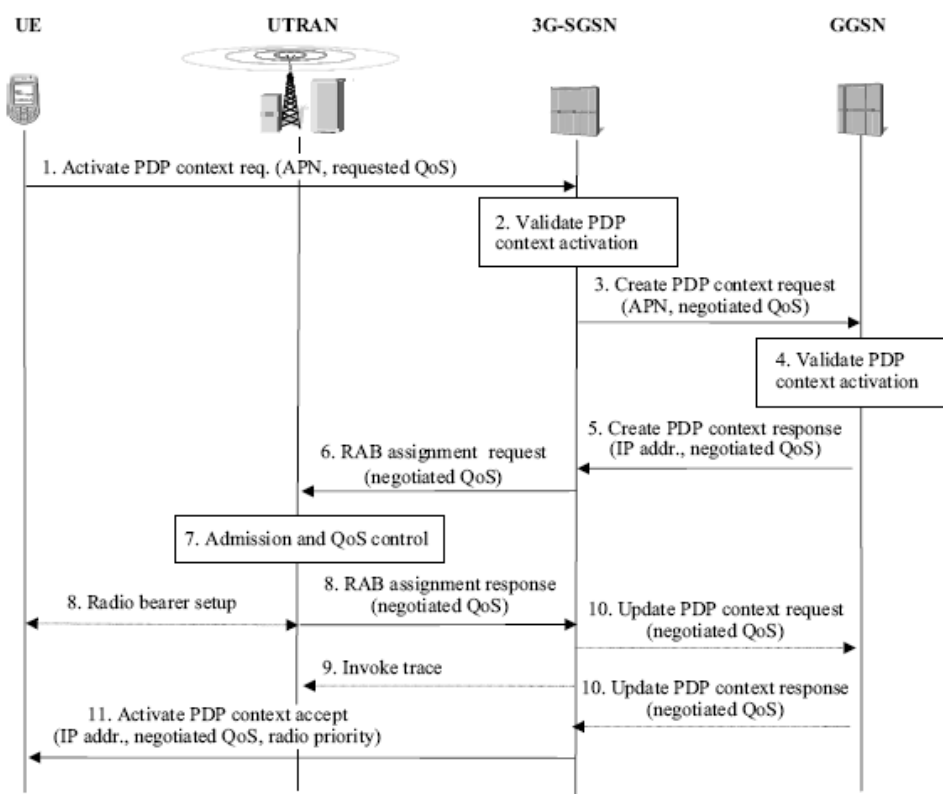 UE
UTRAN
3G-SGSN
GGSN
1. Activate PDP context req. (APN, requested QoS)
2. Validate PDP
context activation
3. Create PDP context request
(APN, negotiated QoS)
4. Validate PDP
context activation
5. Create PDP context response
(IP addr., negotiated QoS)
6. RAB assignment request
(negotiated QoS)
7. Admission and QoS control
8. Radio bearer setup
8. RAB assignment response
(negotiated QoS)
10. Update PDP context request
(negotiated QoS)
9. Invoke trace
10. Update PDP context response
(negotiated QoS)
11. Activate PDP context accept
(IP addr., negotiated QoS, radio priority)